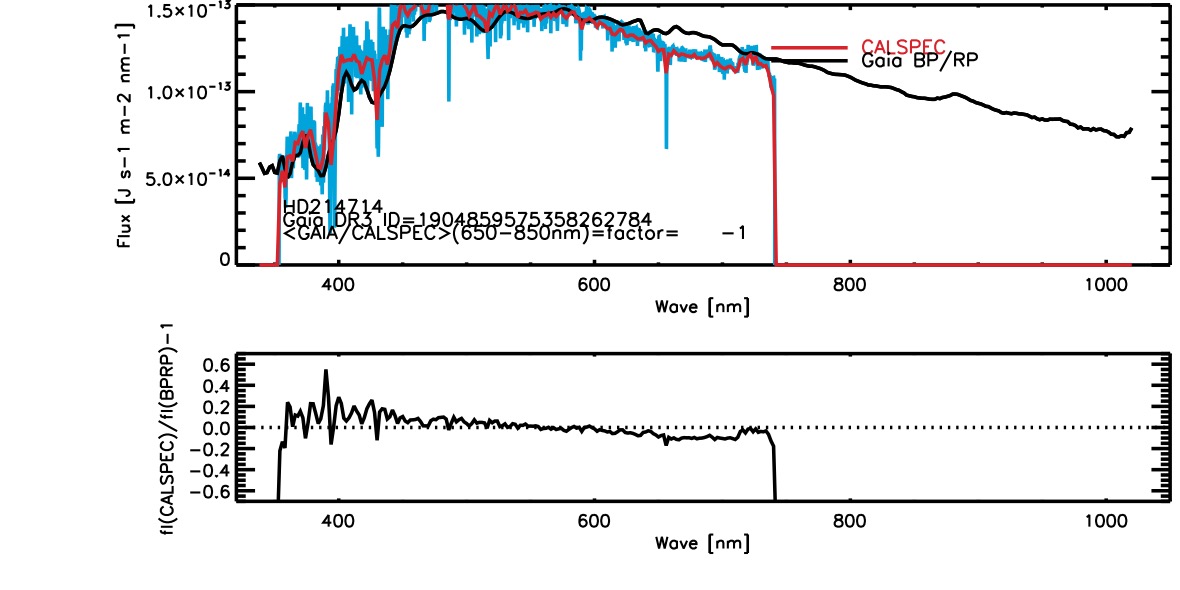 1.5×10−13
1.0×10−13
5.0×10−14
0
Flux [J s−1 m−2 nm−1]
CALSPEC
Gaia BP/RP
HD214714
Gaia DR3 ID=1904859575358262784
<GAIA/CALSPEC>(650−850nm)=factor= −1
400 600 800 1000
Wave [nm]
fl(CALSPEC)/fl(BPRP)−1
0.6
0.4
0.2
0.0
−0.2
−0.4
−0.6
400 600 800 1000
Wave [nm]